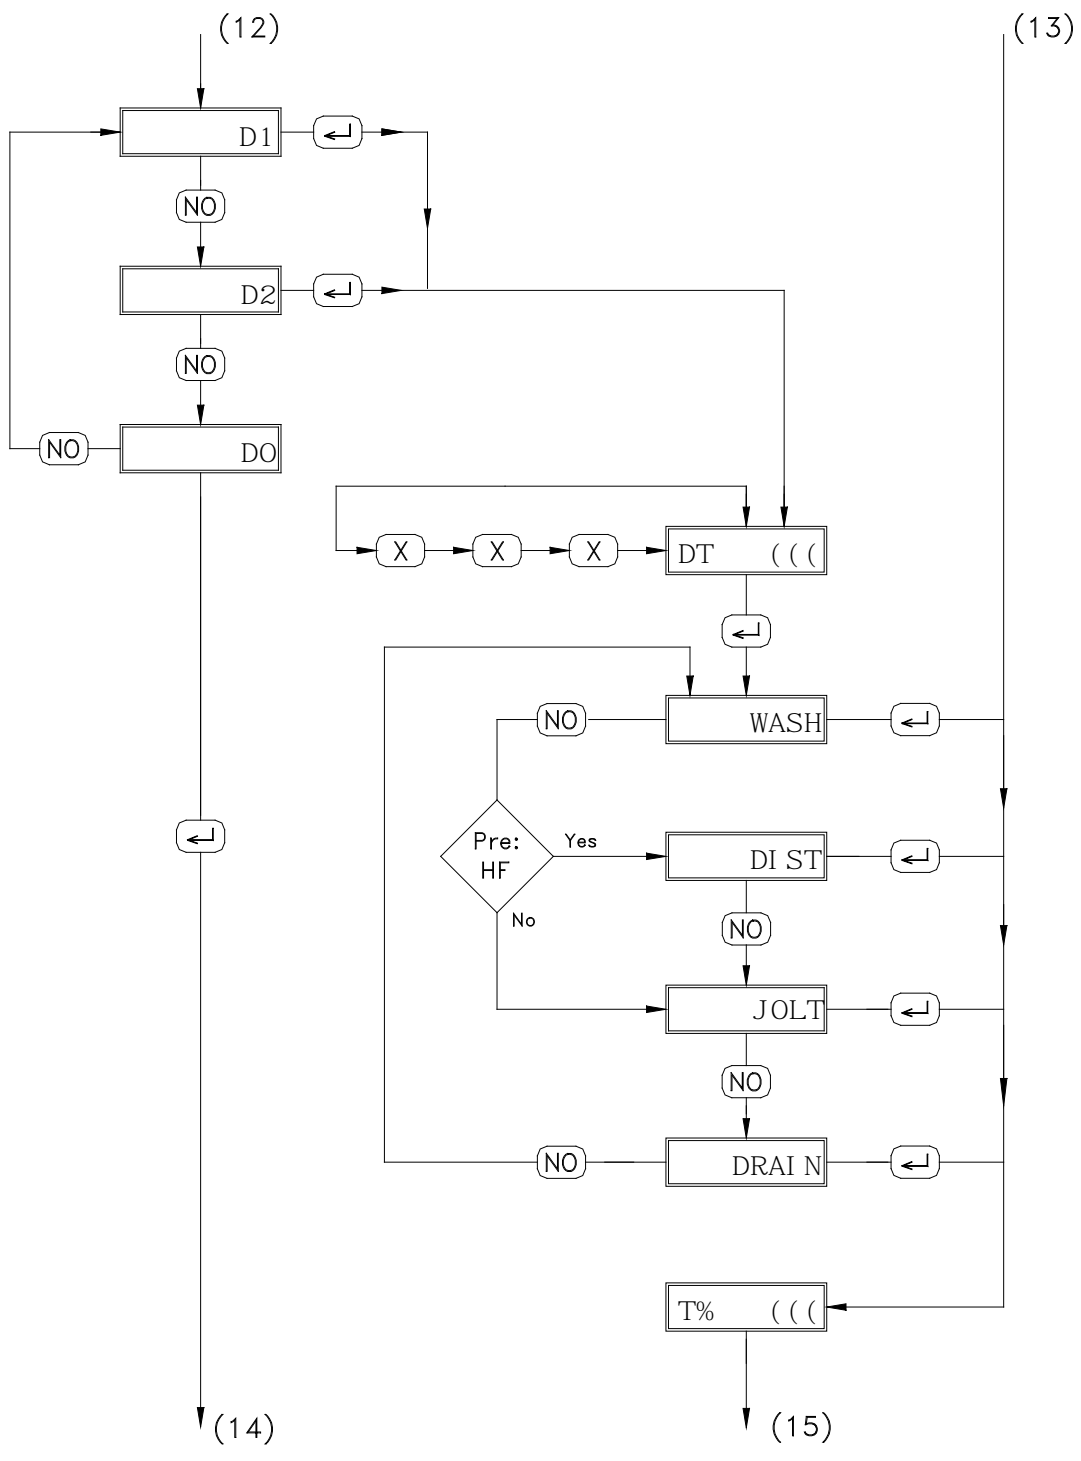 (12)
(13)
D1
NO
D2
NO
NO
DO
X
X
X
DT (((
NO
WASH
Pre:
HF
Yes
DI ST
No
NO
JOLT
NO
NO
DRAI N
T% (((
(14)
(15)